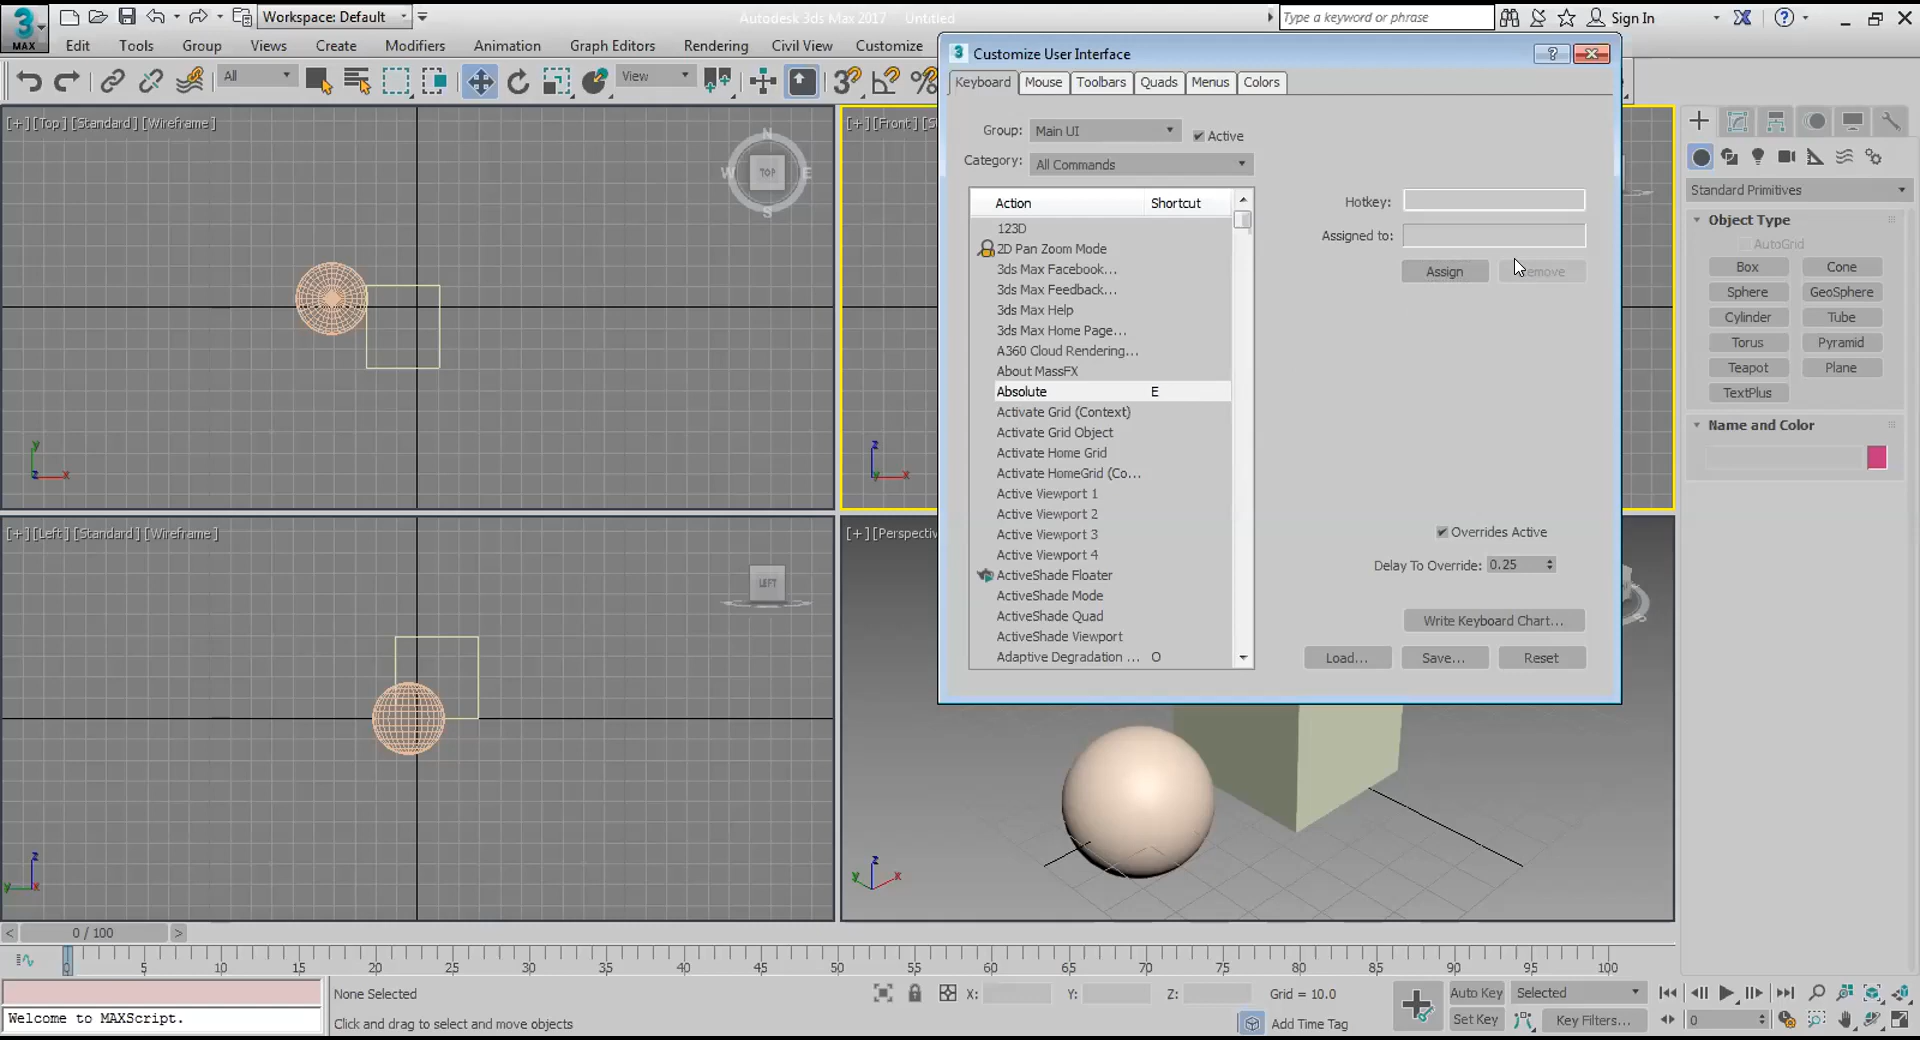 3
MAX
Workspace: Default
Autodesk 3ds Max 2017 Untitled
Type a keyword or phrase
Sign In
Edit Tools Group Views Create Modifiers Animation Graph Editors Rendering Civil View Customize
All
View
[+][Top][Standard][Wireframe]
N
W TOP E
S
[+][Front][S
[+][Left][Standard][Wireframe]
LEFT
[+][Perspectiv
y
z x
z
y x
z
y x
z
y x
3 Customize User Interface
Keyboard Mouse Toolbars Quads Menus Colors
Group: Main UI
Active
Category: All Commands
Action Shortcut
123D
2D Pan Zoom Mode
3ds Max Facebook...
3ds Max Feedback...
3ds Max Help
3ds Max Home Page...
A360 Cloud Rendering...
About MassFX
Absolute E
Activate Grid (Context)
Activate Grid Object
Activate Home Grid
Activate HomeGrid (Co...
Active Viewport 1
Active Viewport 2
Active Viewport 3
Active Viewport 4
ActiveShade Floater
ActiveShade Mode
ActiveShade Quad
ActiveShade Viewport
Adaptive Degradation ... O
Hotkey:
Assigned to:
Assign
emove
Overrides Active
Delay To Override: 0.25
Write Keyboard Chart...
Load... Save... Reset
Standard Primitives
Object Type
AutoGrid
Box Cone
Sphere GeoSphere
Cylinder Tube
Torus Pyramid
Teapot Plane
TextPlus
Name and Color
< 0 / 100 >
0 5 10 15 20 25 30 35 40 45 50 55 60 65 70 75 80 85 90 95 100
None Selected
X: Y: Z: Grid = 10.0
Auto Key Selected
Welcome to MAXScript.
Click and drag to select and move objects
Add Time Tag
Set Key Key Filters...
0